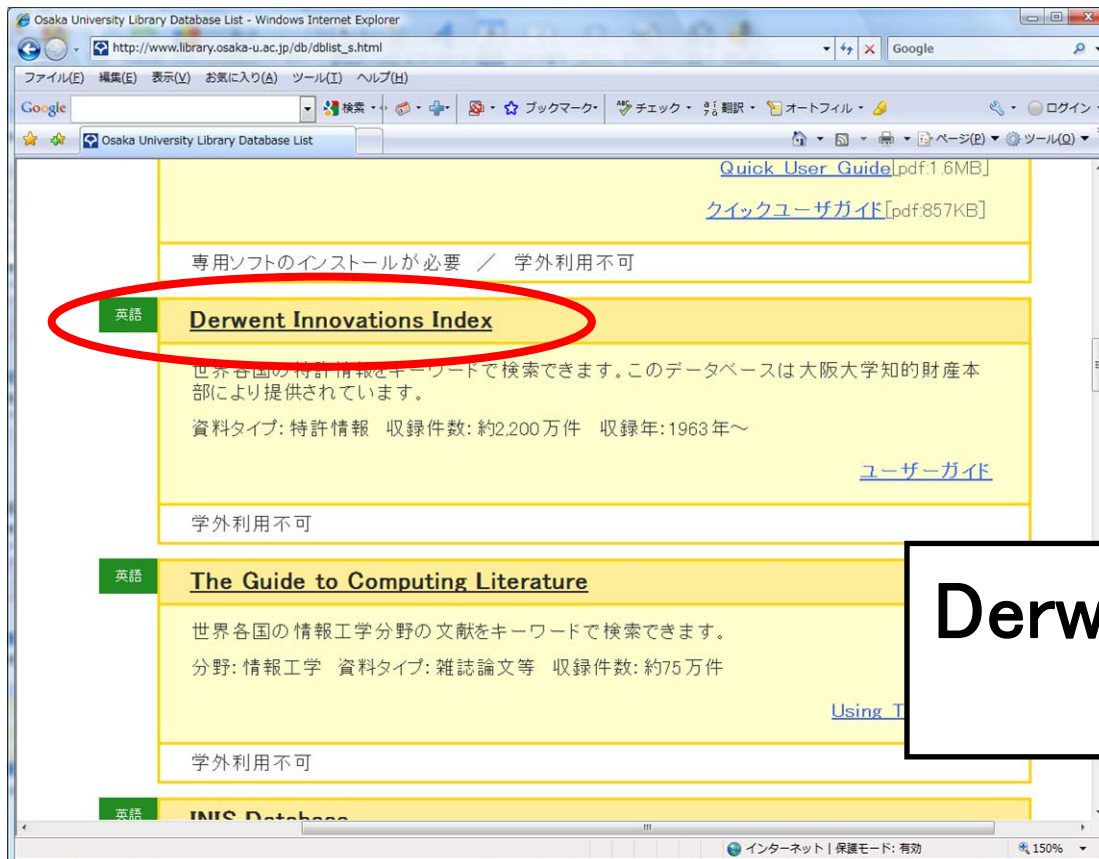 Osaka University Library Database List - Windows Internet Explorer
http://www.library.osaka-u.ac.jp/db/dblist_s.html
Google
ファイル(F) 編集(E) 表示(V) お気に入り(A) ツール(T) ヘルプ(H)
Google 検索 ブックマーク チェック 翻訳 オートフィル ログイン
Osaka University Library Database List ページ(P) ツール(O)
Quick User Guide[pdf:1.6MB]
クイックユーザガイド[pdf:857KB]
専用ソフトのインストールが必要 ／ 学外利用不可
英語 Derwent Innovations Index
世界各国の特許情報をキーワードで検索できます。このデータベースは大阪大学知的財産本
部により提供されています。
資料タイプ: 特許情報 収録件数: 約2,200万件 収録年: 1963年～
ユーザーガイド
学外利用不可
英語 The Guide to Computing Literature
世界各国の情報工学分野の文献をキーワードで検索できます。
分野: 情報工学 資料タイプ: 雑誌論文等 収録件数: 約75万件
Using T
Derw
学外利用不可
英語 INIS Database
インターネット | 保護モード: 有効 150%